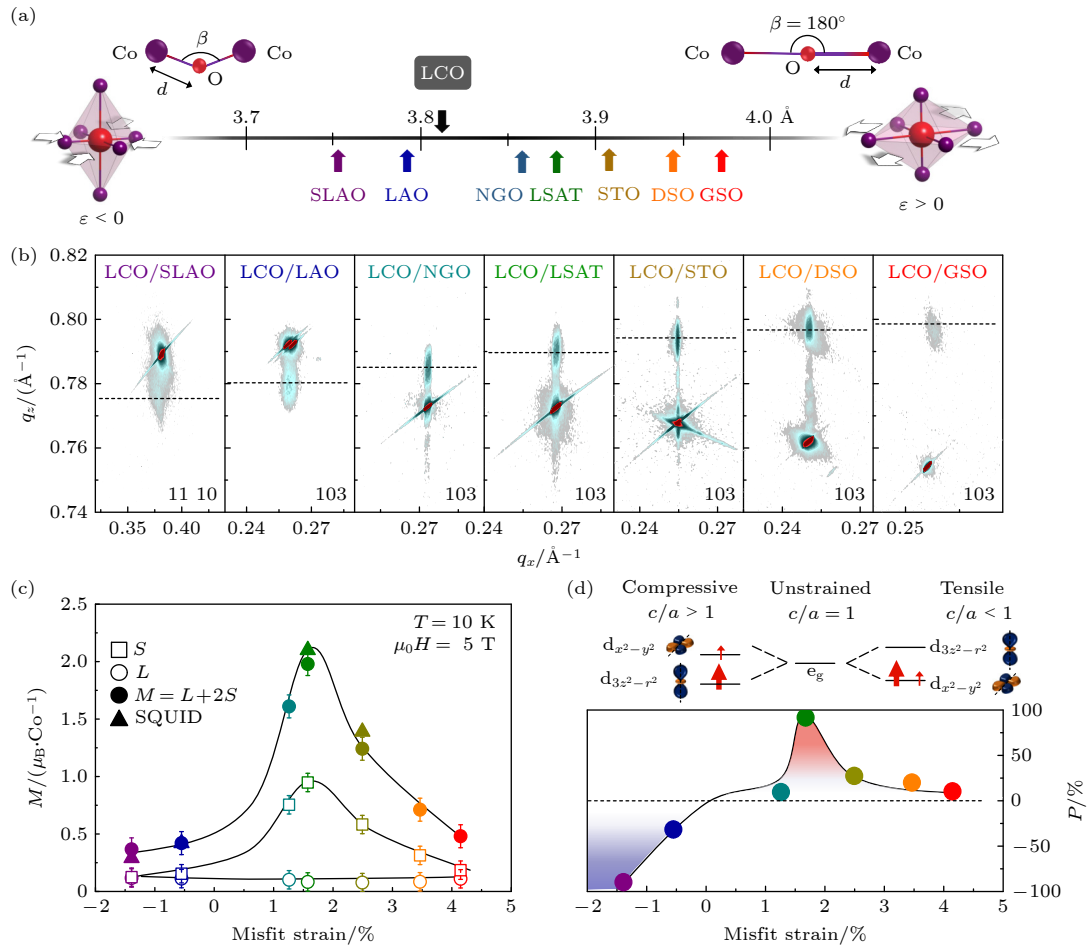 (a)
β
Co
Co
O
d
LCO
β = 180°
Co
Co
O
d
3.7
3.8
3.9
4.0 Å
SLAO
LAO
NGO
LSAT
STO
DSO
GSO
ε < 0
ε > 0
(b)
LCO/SLAO
LCO/LAO
LCO/NGO
LCO/LSAT
LCO/STO
LCO/DSO
LCO/GSO
0.82
0.80
0.78
0.76
0.74
qz/(Å⁻¹)
11 10
103
103
103
103
103
103
0.35
0.40
0.24
0.27
0.27
0.24
0.27
0.24
0.27
0.24
0.27
0.25
qx/Å⁻¹
(c)
T = 10 K
μ0H = 5 T
S
L
M = L+2S
SQUID
2.5
2.0
1.5
1.0
0.5
0
M/(μB·Co⁻¹)
−2
−1
0
1
2
3
4
5
Misfit strain/%
(d)
Compressive
c/a > 1
Unstrained
c/a = 1
Tensile
c/a < 1
dx²−y²
d3z²−r²
eg
d3z²−r²
dx²−y²
100
50
0
−50
−100
P/%
−2
−1
0
1
2
3
4
5
Misfit strain/%